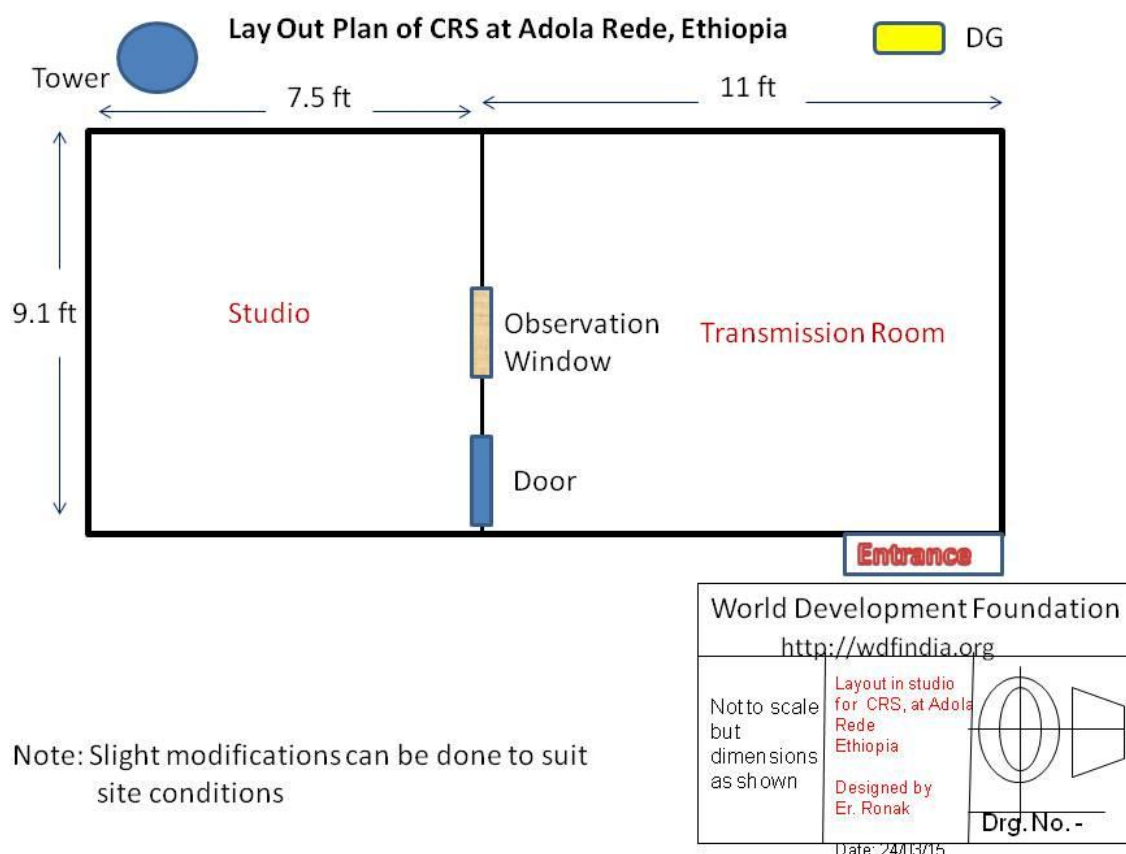 Lay Out Plan of CRS at Adola Rede, Ethiopia
DG
Tower
7.5 ft
11 ft
9.1 ft
Studio
Observation
Window
Transmission Room
Door
Entrance
World Development Foundation
http://wdfindia.org
Not to scale
but
dimensions
as shown
Layout in studio
for CRS, at Adola
Rede
Ethiopia
Designed by
Er. Ronak
Date: 24/03/15
Drg.No. -
Note: Slight modifications can be done to suit
site conditions